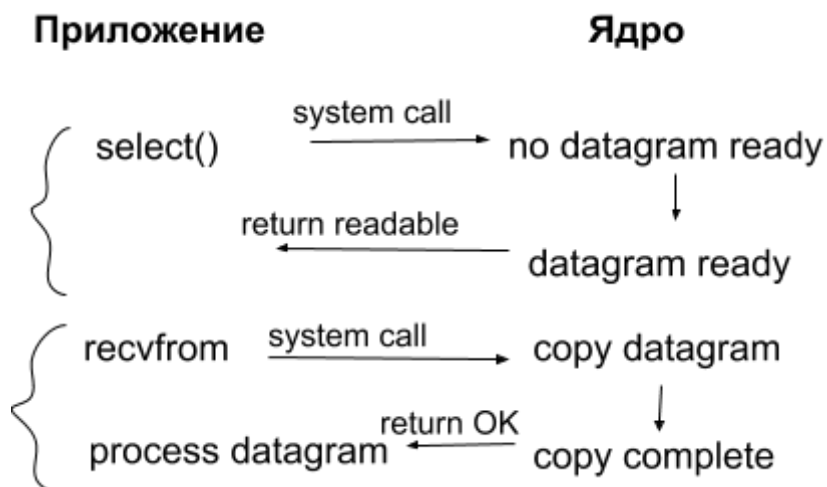 Приложение
Ядро
system call
select()
no datagram ready
return readable
datagram ready
recvfrom
system call
copy datagram
return OK
process datagram
copy complete